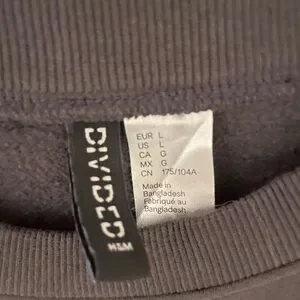 DIVIDED
H&M
EUR L
US L
CA G
MX G
CN 175/104A
Made in
Bangladesh
Fabriqué au
Bangladesh